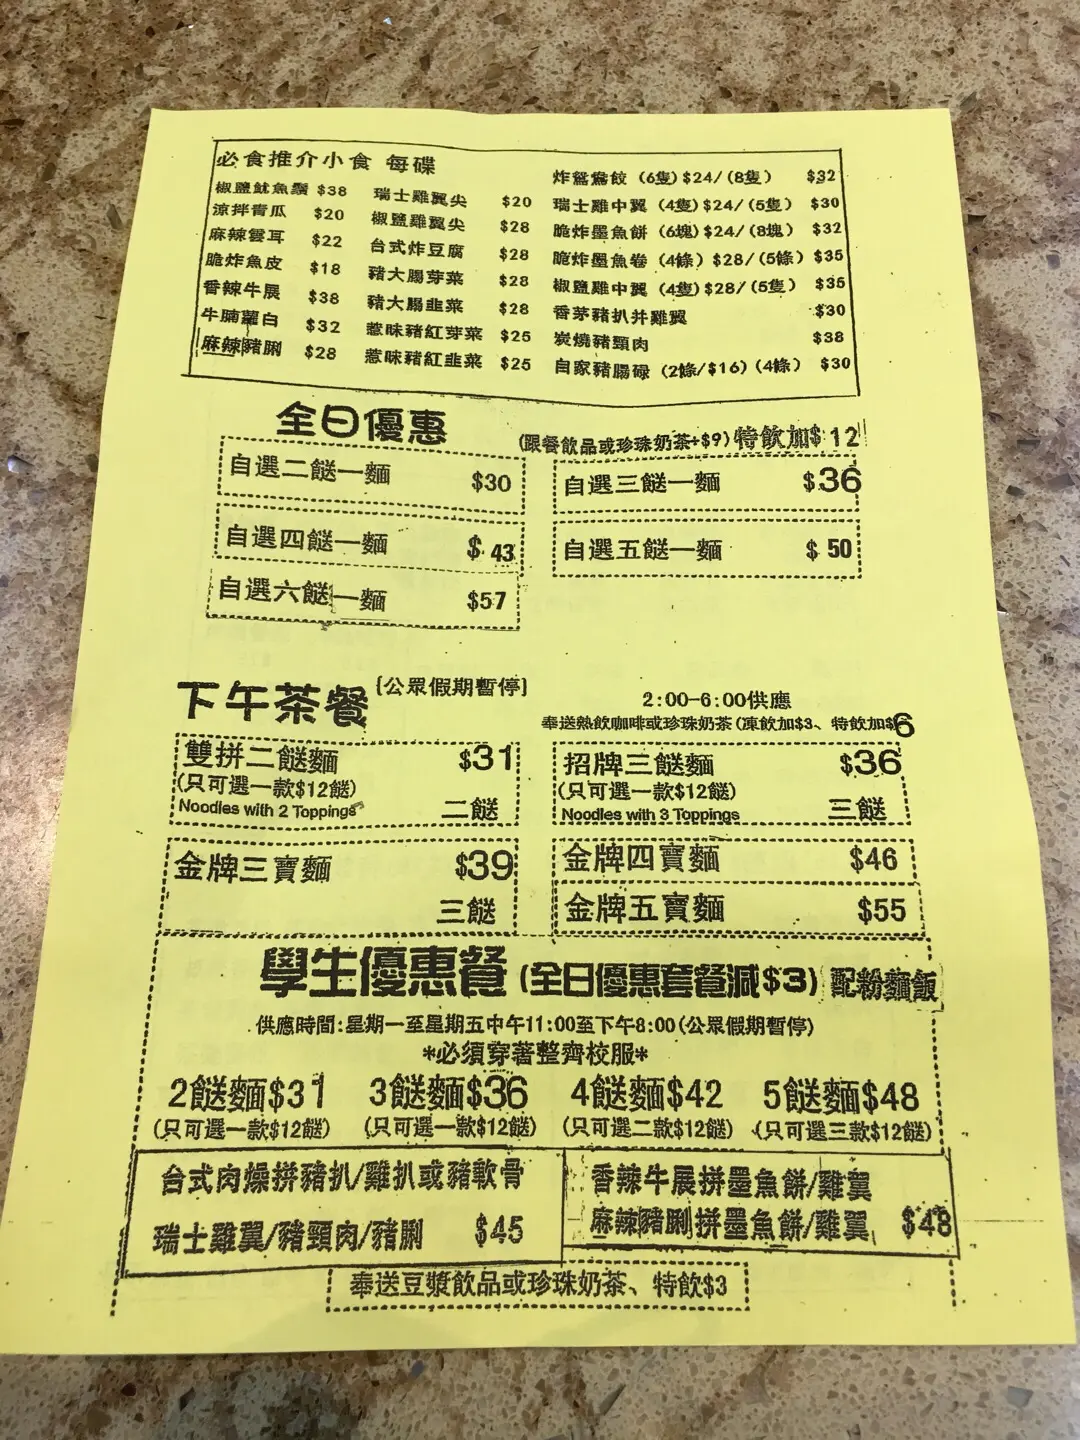 必食推介小食 每碟
椒鹽魷魚鬚 $38
涼拌青瓜 $20
麻辣雲耳 $22
脆炸魚皮 $18
香辣牛展 $38
牛腩蘿白 $32
麻辣豬脷 $28
瑞士雞翼尖 $20
椒鹽雞翼尖 $28
台式炸豆腐 $28
豬大腸芽菜 $28
豬大腸韭菜 $28
惹味豬紅芽菜 $25
惹味豬紅韭菜 $25
炸鴛鴦餃 (6隻)$24/(8隻) $32
瑞士雞中翼 (4隻)$24/(5隻) $30
脆炸墨魚餅 (6塊)$24/(8塊) $32
脆炸墨魚卷 (4條)$28/(5條) $35
椒鹽雞中翼 (4隻)$28/(5隻) $35
香茅豬扒并雞翼 $30
炭燒豬頸肉 $38
自家豬腸碌 (2條/$16)(4條) $30
全日優惠
(跟餐飲品或珍珠奶茶+$9)特飲加$12
自選二餸一麵 $30
自選三餸一麵 $36
自選四餸一麵 $43
自選五餸一麵 $50
自選六餸一麵 $57
下午茶餐 [公眾假期暫停]
2:00-6:00供應
奉送熱飲咖啡或珍珠奶茶(凍飲加$3、特飲加$6
雙拼二餸麵 $31
(只可選一款$12餸)
Noodles with 2 Toppings 二餸
招牌三餸麵 $36
(只可選一款$12餸)
Noodles with 3 Toppings 三餸
金牌三寶麵 $39
三餸
金牌四寶麵 $46
金牌五寶麵 $55
學生優惠餐(全日優惠套餐減$3)配粉麵飯
供應時間:星期一至星期五中午11:00至下午8:00(公眾假期暫停)
*必須穿著整齊校服*
2餸麵$31 3餸麵$36 4餸麵$42 5餸麵$48
(只可選一款$12餸) (只可選一款$12餸) (只可選二款$12餸) (只可選三款$12餸)
台式肉燥拼豬扒/雞扒或豬軟骨
瑞士雞翼/豬頸肉/豬脷 $45
香辣牛展拼墨魚餅/雞翼
麻辣豬脷拼墨魚餅/雞翼 $48
奉送豆漿飲品或珍珠奶茶、特飲$3